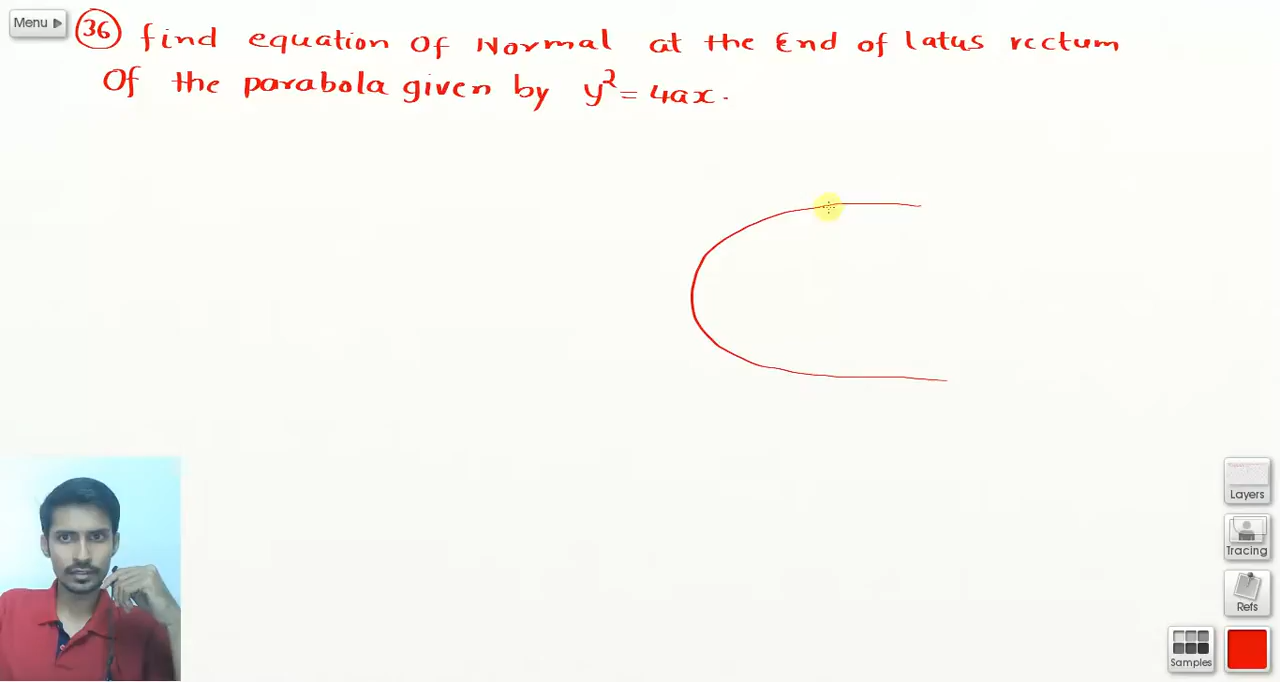 Menu
36 find equation Of Normal at the End of latus rectum
Of the parabola given by y² = 4ax.
Layers
Tracing
Refs
Samples